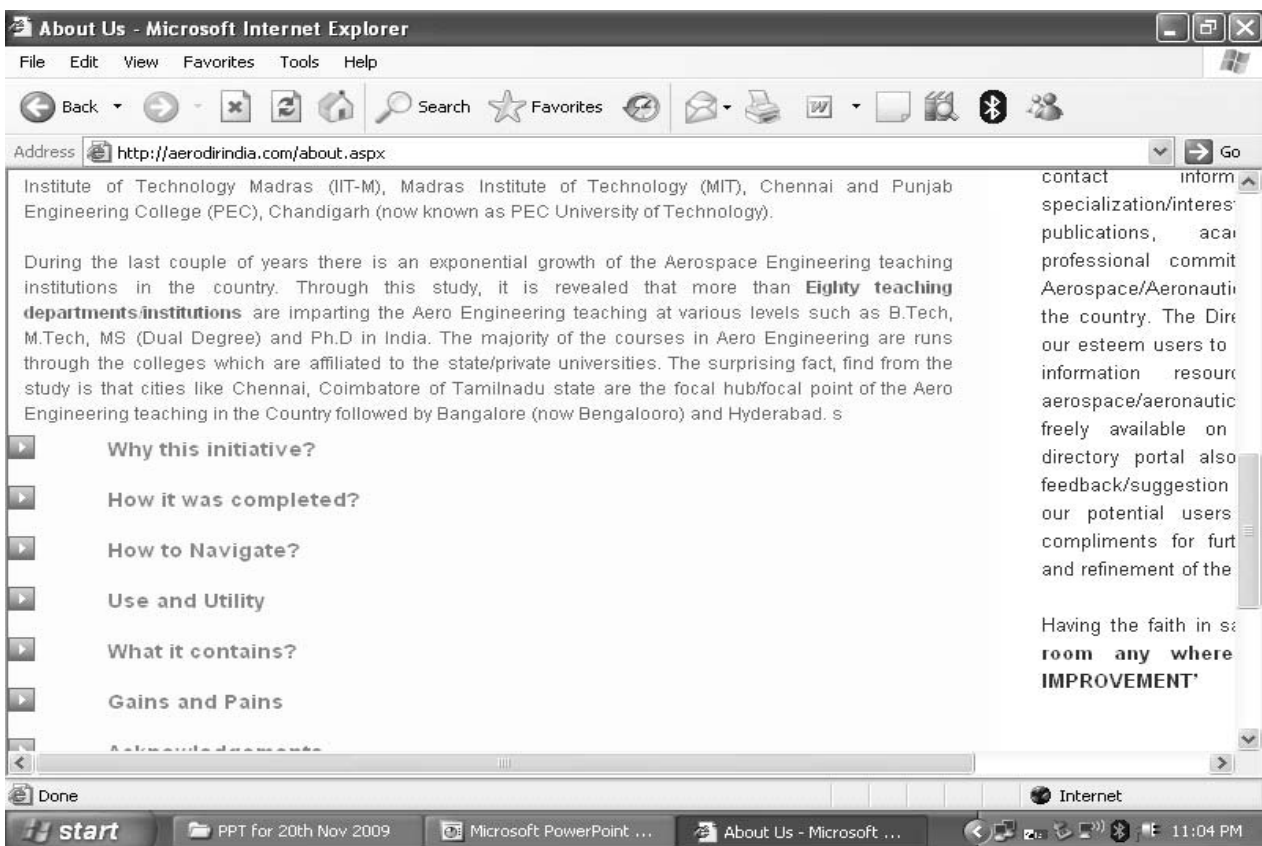 About Us - Microsoft Internet Explorer
File Edit View Favorites Tools Help
Back Search Favorites
Address http://aerodirindia.com/about.aspx Go
Institute of Technology Madras (IIT-M), Madras Institute of Technology (MIT), Chennai and Punjab
Engineering College (PEC), Chandigarh (now known as PEC University of Technology).
During the last couple of years there is an exponential growth of the Aerospace Engineering teaching
institutions in the country. Through this study, it is revealed that more than Eighty teaching
departments/institutions are imparting the Aero Engineering teaching at various levels such as B.Tech,
M.Tech, MS (Dual Degree) and Ph.D in India. The majority of the courses in Aero Engineering are runs
through the colleges which are affiliated to the state/private universities. The surprising fact, find from the
study is that cities like Chennai, Coimbatore of Tamilnadu state are the focal hub/focal point of the Aero
Engineering teaching in the Country followed by Bangalore (now Bengalooro) and Hyderabad. s
Why this initiative?
How it was completed?
How to Navigate?
Use and Utility
What it contains?
Gains and Pains
Acknowledgements
contact inform
specialization/interes
publications, aca
professional commit
Aerospace/Aeronauti
the country. The Dire
our esteem users to
information resour
aerospace/aeronautic
freely available on
directory portal also
feedback/suggestion
our potential users
compliments for furt
and refinement of the
Having the faith in sa
room any where
IMPROVEMENT'
Done Internet
start PPT for 20th Nov 2009 Microsoft PowerPoint ... About Us - Microsoft ... 11:04 PM